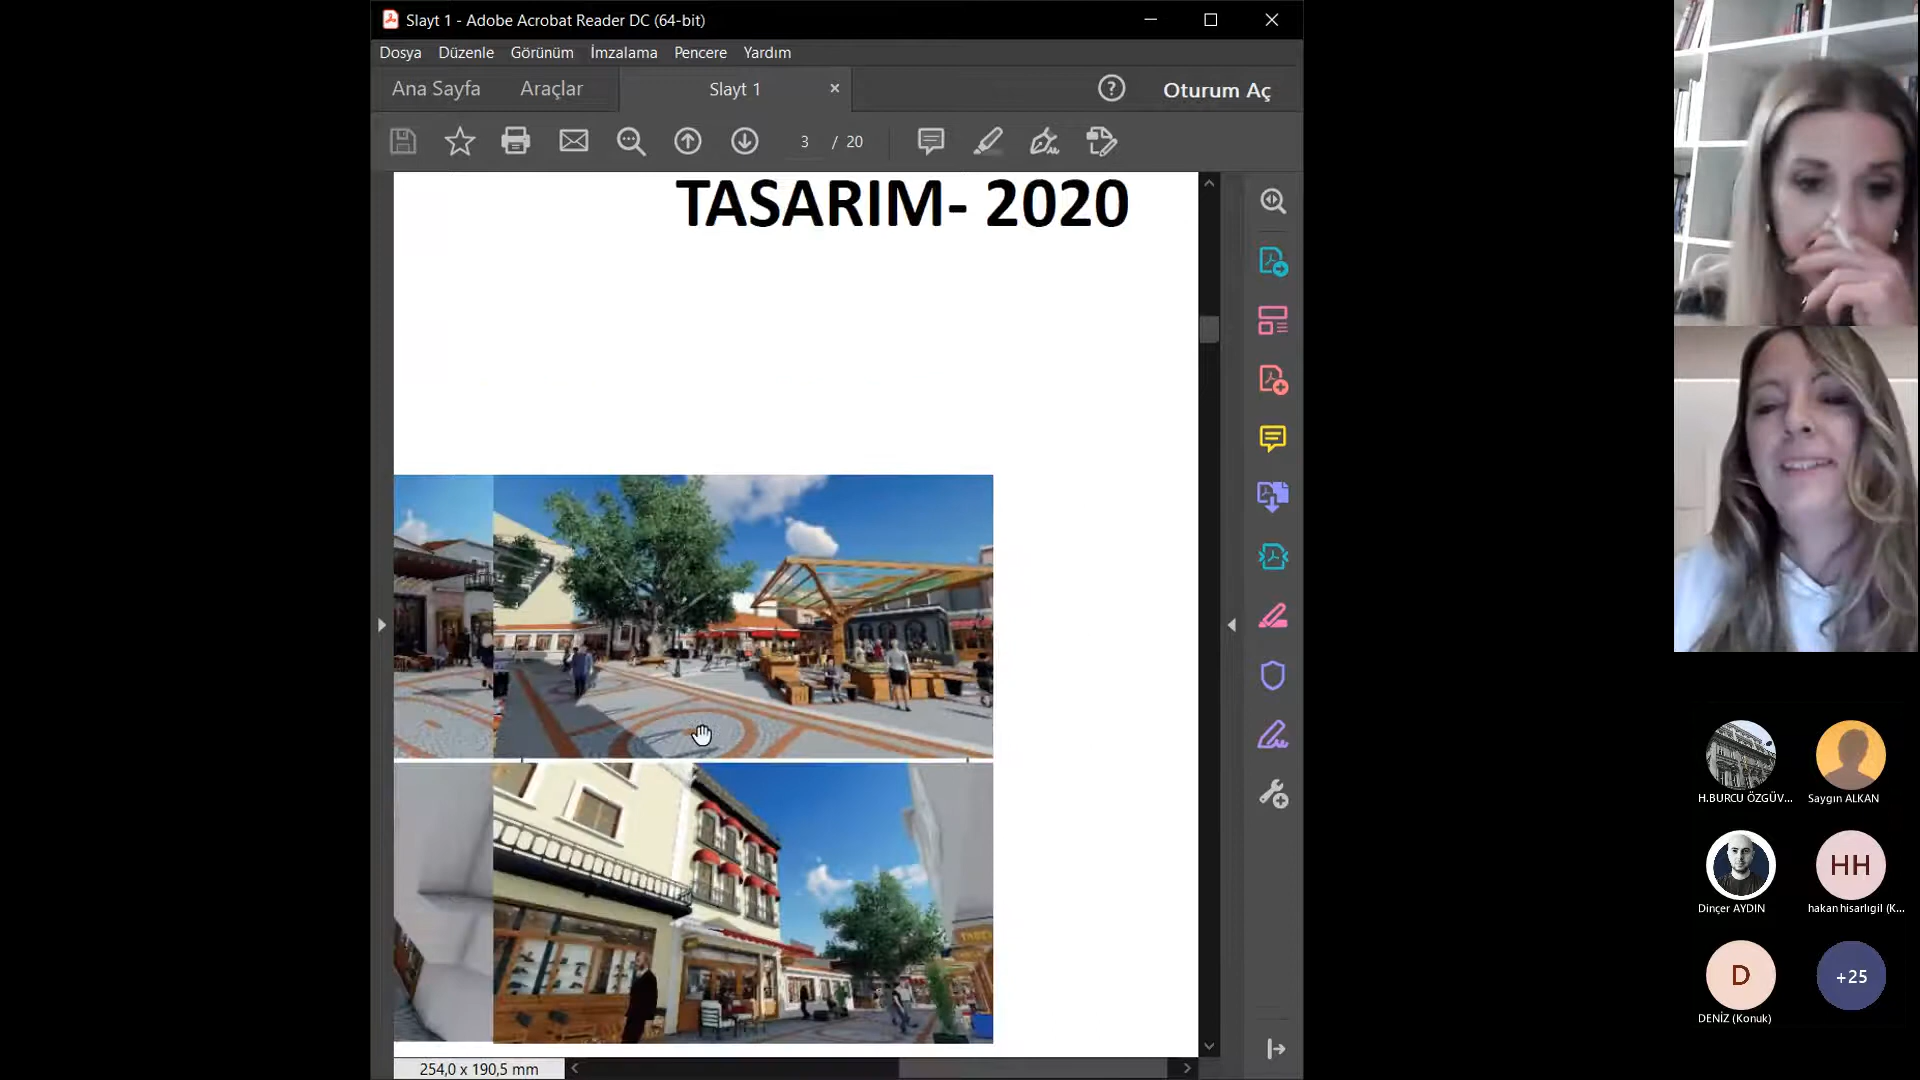 Slayt 1 - Adobe Acrobat Reader DC (64-bit)
Dosya Düzenle Görünüm İmzalama Pencere Yardım
Ana Sayfa Araçlar Slayt 1 Oturum Aç
3 / 20
TASARIM- 2020
254,0 x 190,5 mm
H.BURCU ÖZGÜV... Saygın ALKAN
HH
Dinçer AYDIN hakan hisarlıgil (K...
D +25
DENİZ (Konuk)